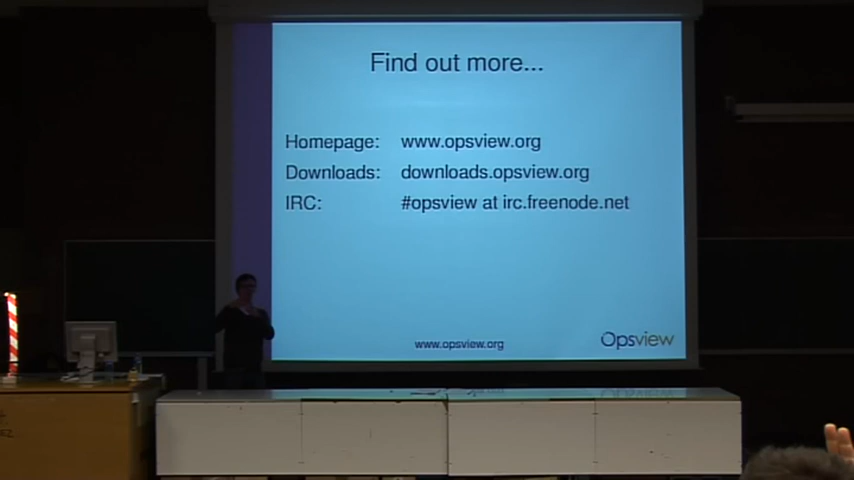 Find out more...
Homepage: www.opsview.org
Downloads: downloads.opsview.org
IRC: #opsview at irc.freenode.net
www.opsview.org
Opsview